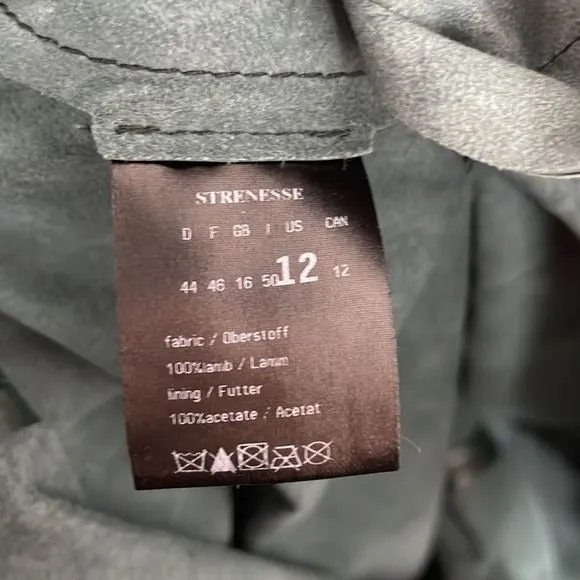 STRENESSE
D F GB I US CAN
44 46 16 50 12 12
fabric / Oberstoff
100%lamb / Lamm
lining / Futter
100%acetate / Acetat